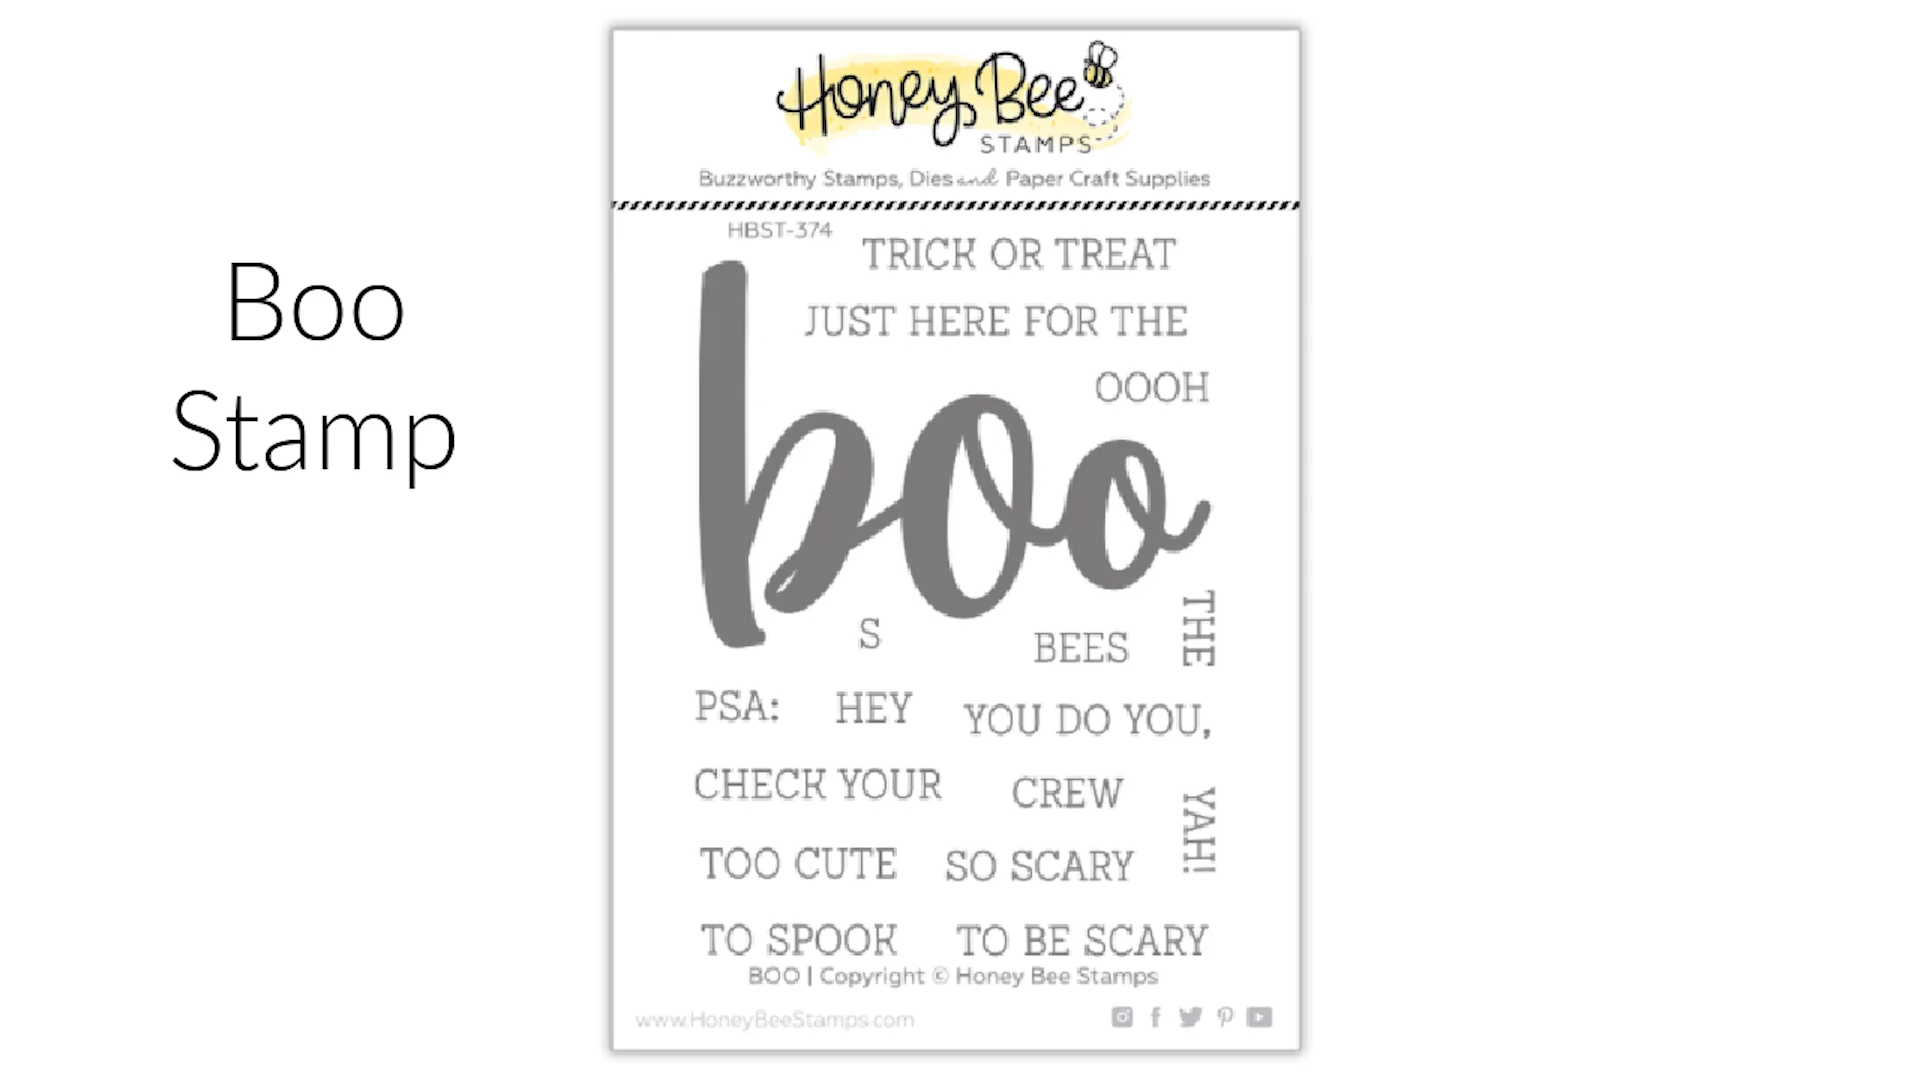 Boo
Stamp
Honey Bee
STAMPS
Buzzworthy Stamps, Dies and Paper Craft Supplies
HBST-374
TRICK OR TREAT
JUST HERE FOR THE
OOOH
boo
S
BEES
THE
PSA:
HEY
YOU DO YOU,
CHECK YOUR
CREW
YAH!
TOO CUTE
SO SCARY
TO SPOOK
TO BE SCARY
BOO | Copyright © Honey Bee Stamps
www.HoneyBeeStamps.com